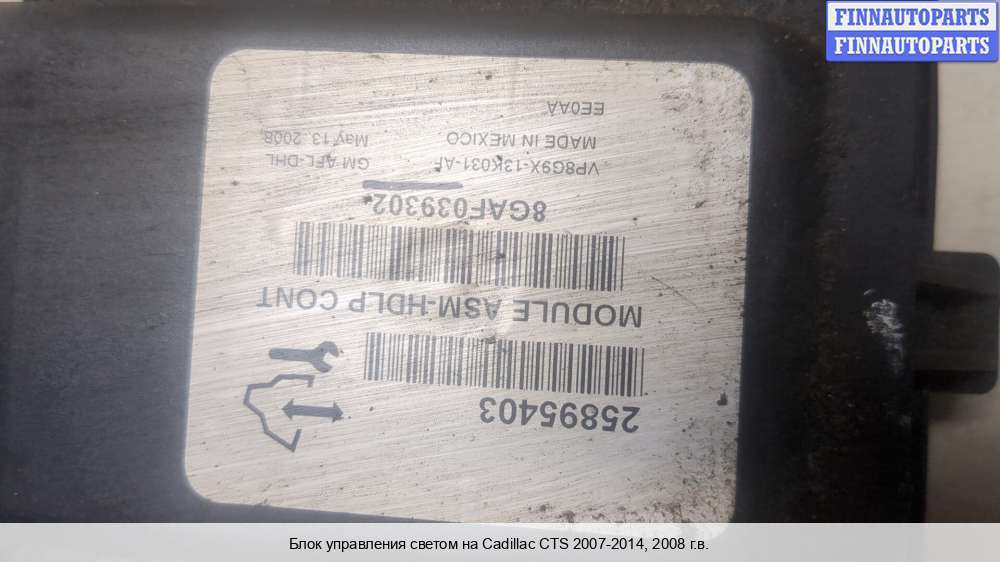 FINNAUTOPARTS
FINNAUTOPARTS
25895403
MODULE ASM-HDLP CONT
8GAF039302
VP8G9X-13K031-AF GM AFL-DHL
MADE IN MEXICO May 13, 2008
EE0AA
Блок управления светом на Cadillac CTS 2007-2014, 2008 г.в.